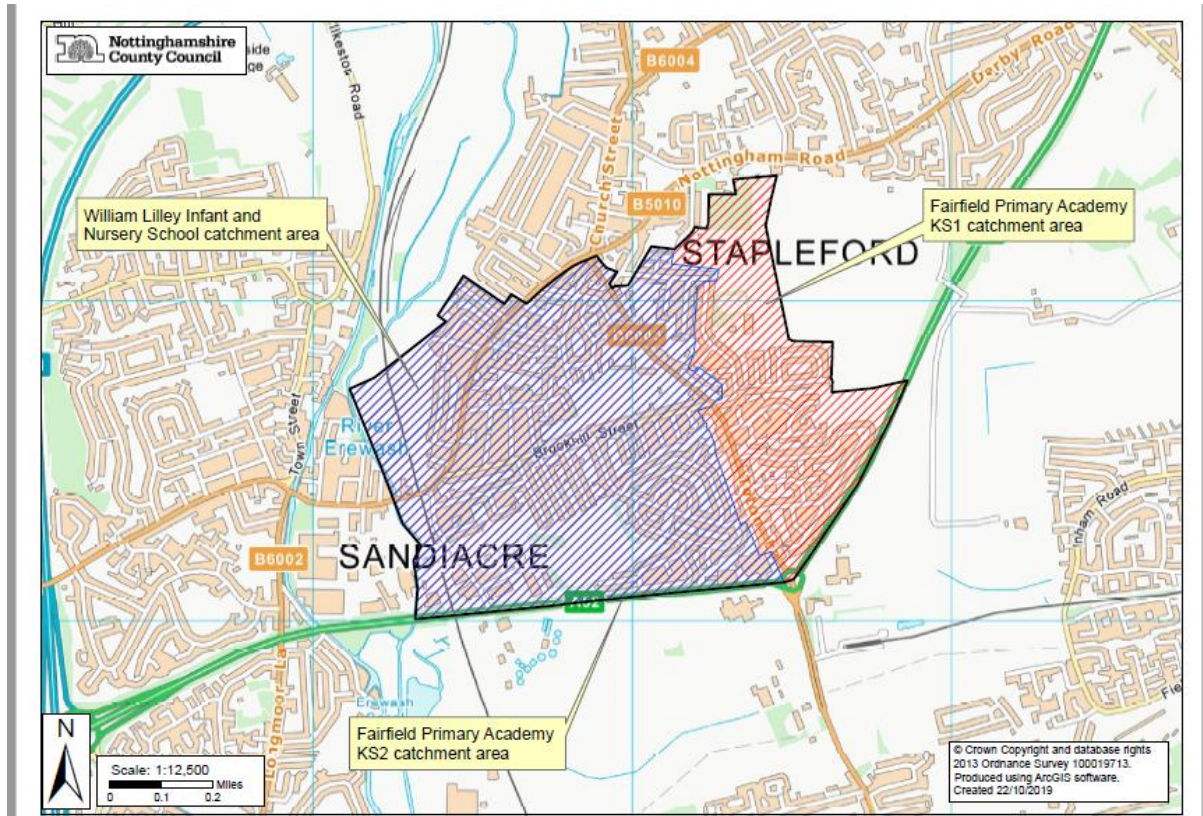 Nottinghamshire
County Council
Ilkeston Road
B6004
Derby Road
Church Street
Nottingham Road
B5010
William Lilley Infant and
Nursery School catchment area
Fairfield Primary Academy
KS1 catchment area
STAPLEFORD
Town Street
River
Erewash
Brookhill Street
SANDIACRE
B6002
A52
Longmoor La
Erewash
Fairfield Primary Academy
KS2 catchment area
N
Scale: 1:12,500
Miles
0 0.1 0.2
© Crown Copyright and database rights
2013 Ordnance Survey 100019713.
Produced using ArcGIS software.
Created 22/10/2019